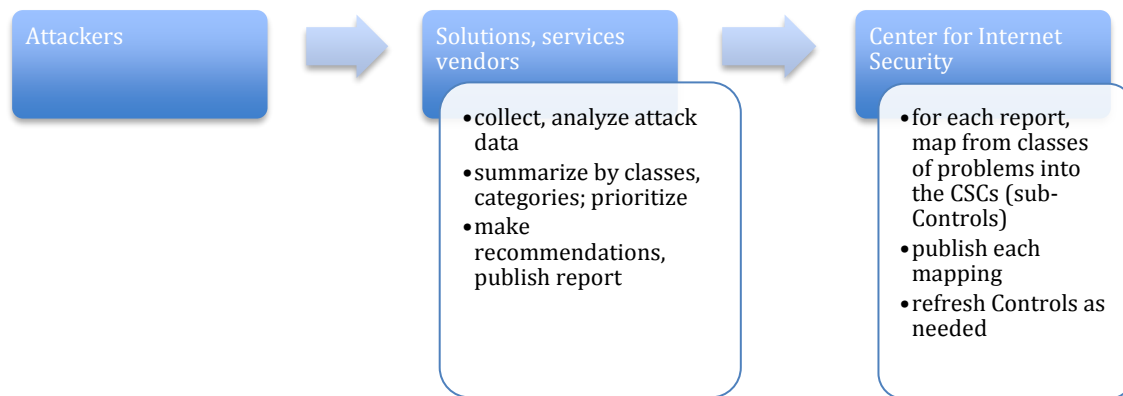 Attackers
Solutions, services
vendors
•collect, analyze attack
data
•summarize by classes,
categories; prioritize
•make
recommendations,
publish report
Center for Internet
Security
•for each report,
map from classes
of problems into
the CSCs (sub-
Controls)
•publish each
mapping
•refresh Controls as
needed